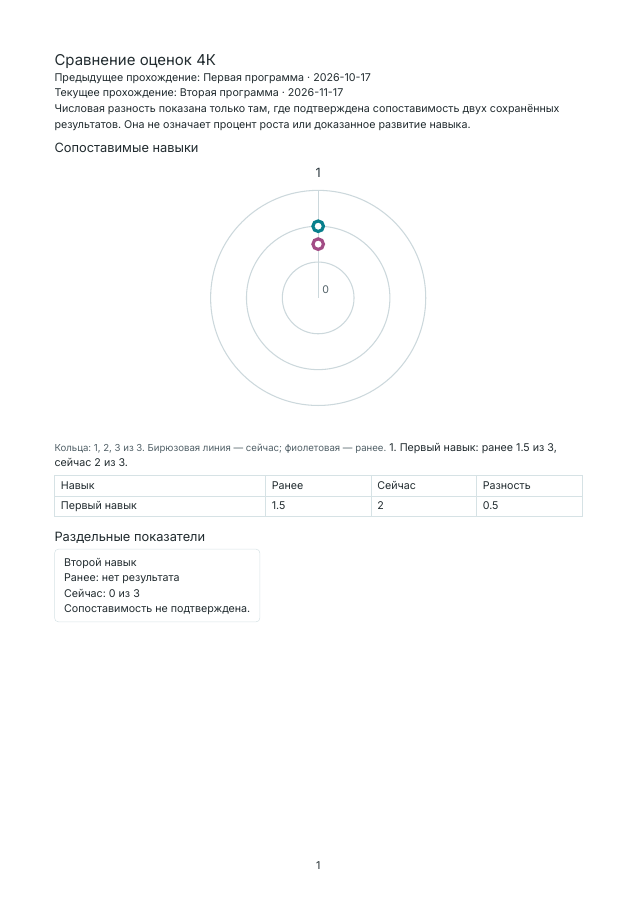 Сравнение оценок 4К
Предыдущее прохождение: Первая программа · 2026-10-17
Текущее прохождение: Вторая программа · 2026-11-17
Числовая разность показана только там, где подтверждена сопоставимость двух сохранённых
результатов. Она не означает процент роста или доказанное развитие навыка.
Сопоставимые навыки
1
0
Кольца: 1, 2, 3 из 3. Бирюзовая линия — сейчас; фиолетовая — ранее. 1. Первый навык: ранее 1.5 из 3,
сейчас 2 из 3.
Навык Ранее Сейчас Разность
Первый навык 1.5 2 0.5
Раздельные показатели
Второй навык
Ранее: нет результата
Сейчас: 0 из 3
Сопоставимость не подтверждена.
1